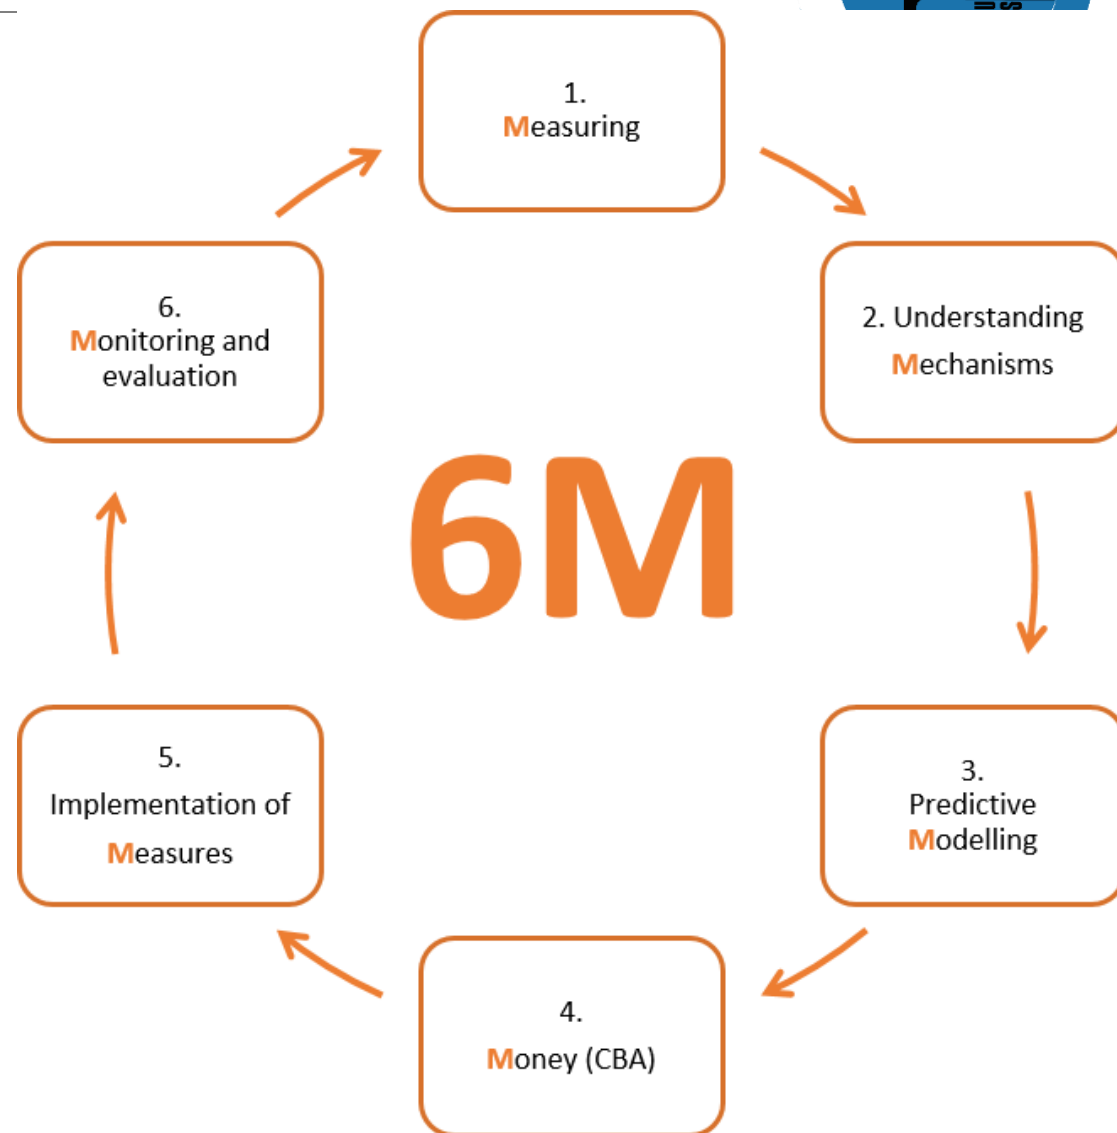 1.
Measuring
2. Understanding
Mechanisms
3.
Predictive
Modelling
4.
Money (CBA)
5.
Implementation of
Measures
6.
Monitoring and
evaluation
6M